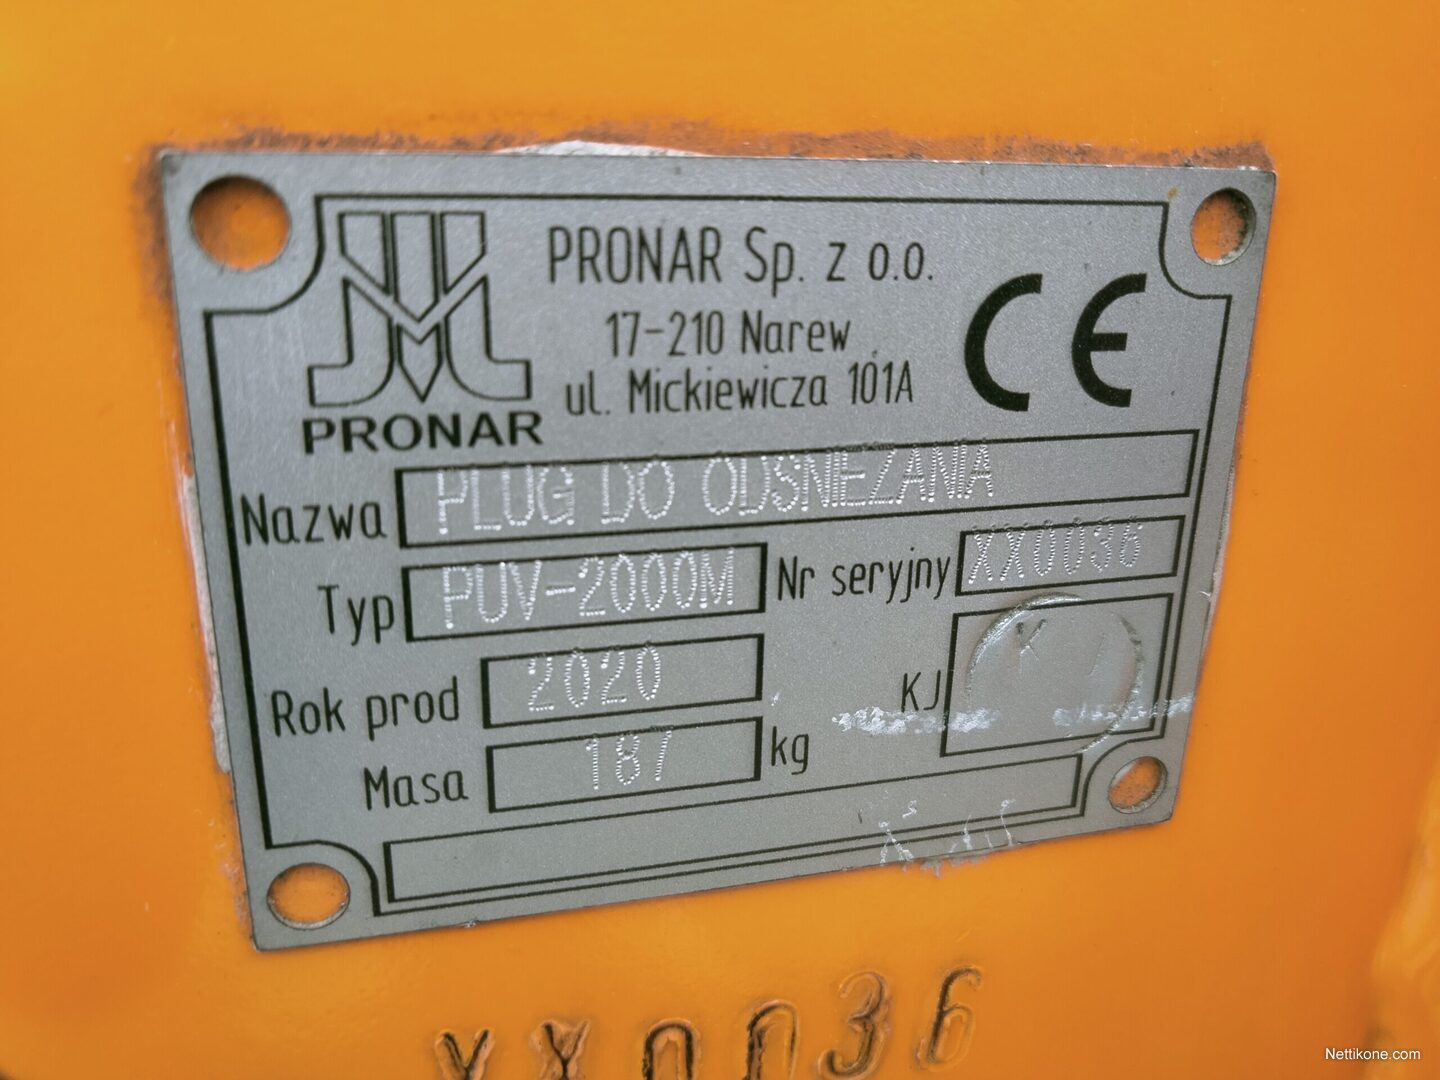 PRONAR Sp. z o.o.
17-210 Narew
ul. Mickiewicza 101A
CE
PRONAR
Nazwa PLUG DO ODSNIEZANIA
Typ PUV-2000M Nr seryjny XX0036
Rok prod 2020 KJ K J
Masa 187 kg
XX0036
Nettikone.com